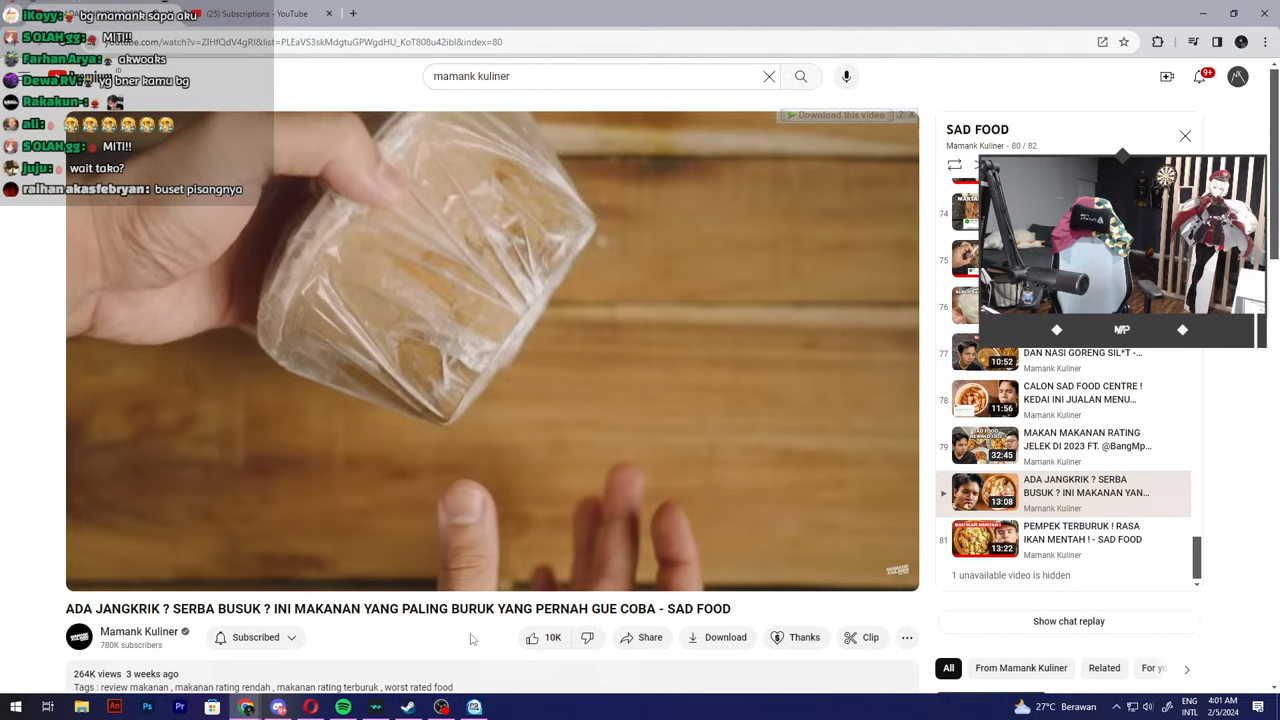 iKoyy: bg mamank sapa aku
SOLAH gg: MITI!!
Farhan Arya: akwoaks
Dewa RV: yg bner kamu bg
Rakakun-:
ali:
SOLAH gg: MITI!!
juju: wait tako?
raihan akasfebryan: buset pisangnya
(25) Subscriptions - YouTube
youtube.com/watch?v=ZIHfQdV4gRI&list=PLEaVS3skMdgtuGPWgdHU_KoT808u42ibI&index=80
Premium ID
mamank kuliner
9+
Download this video
SAD FOOD
Mamank Kuliner - 80 / 82
74
75
76
77
DAN NASI GORENG SIL*T -...
10:52
Mamank Kuliner
78
CALON SAD FOOD CENTRE !
KEDAI INI JUALAN MENU...
11:56
Mamank Kuliner
79
MAKAN MAKANAN RATING
JELEK DI 2023 FT. @BangMp...
32:45
Mamank Kuliner
ADA JANGKRIK ? SERBA
BUSUK ? INI MAKANAN YAN...
13:08
Mamank Kuliner
81
PEMPEK TERBURUK ! RASA
IKAN MENTAH ! - SAD FOOD
13:22
Mamank Kuliner
1 unavailable video is hidden
ADA JANGKRIK ? SERBA BUSUK ? INI MAKANAN YANG PALING BURUK YANG PERNAH GUE COBA - SAD FOOD
Mamank Kuliner
780K subscribers
Subscribed
10K
Share
Download
Thanks
Clip
Show chat replay
264K views 3 weeks ago
Tags : review makanan , makanan rating rendah , makanan rating terburuk , worst rated food
All
From Mamank Kuliner
Related
For yo
27°C Berawan
ENG
INTL
4:01 AM
2/5/2024